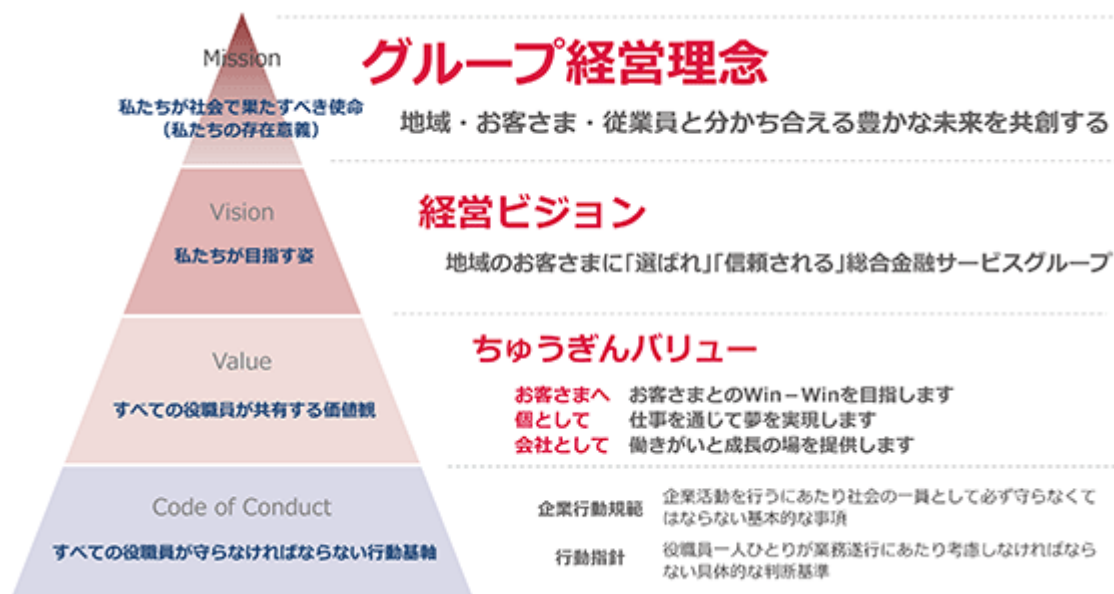 Mission
私たちが社会で果たすべき使命
（私たちの存在意義）
グループ経営理念
地域・お客さま・従業員と分かち合える豊かな未来を共創する
Vision
私たちが目指す姿
経営ビジョン
地域のお客さまに「選ばれ」「信頼される」総合金融サービスグループ
Value
すべての役職員が共有する価値観
ちゅうぎんバリュー
お客さまへ お客さまとのWin－Winを目指します
個として 仕事を通じて夢を実現します
会社として 働きがいと成長の場を提供します
Code of Conduct
すべての役職員が守らなければならない行動基軸
企業行動規範 企業活動を行うにあたり社会の一員として必ず守らなくて
はならない基本的な事項
行動指針 役職員一人ひとりが業務遂行にあたり考慮しなければなら
ない具体的な判断基準